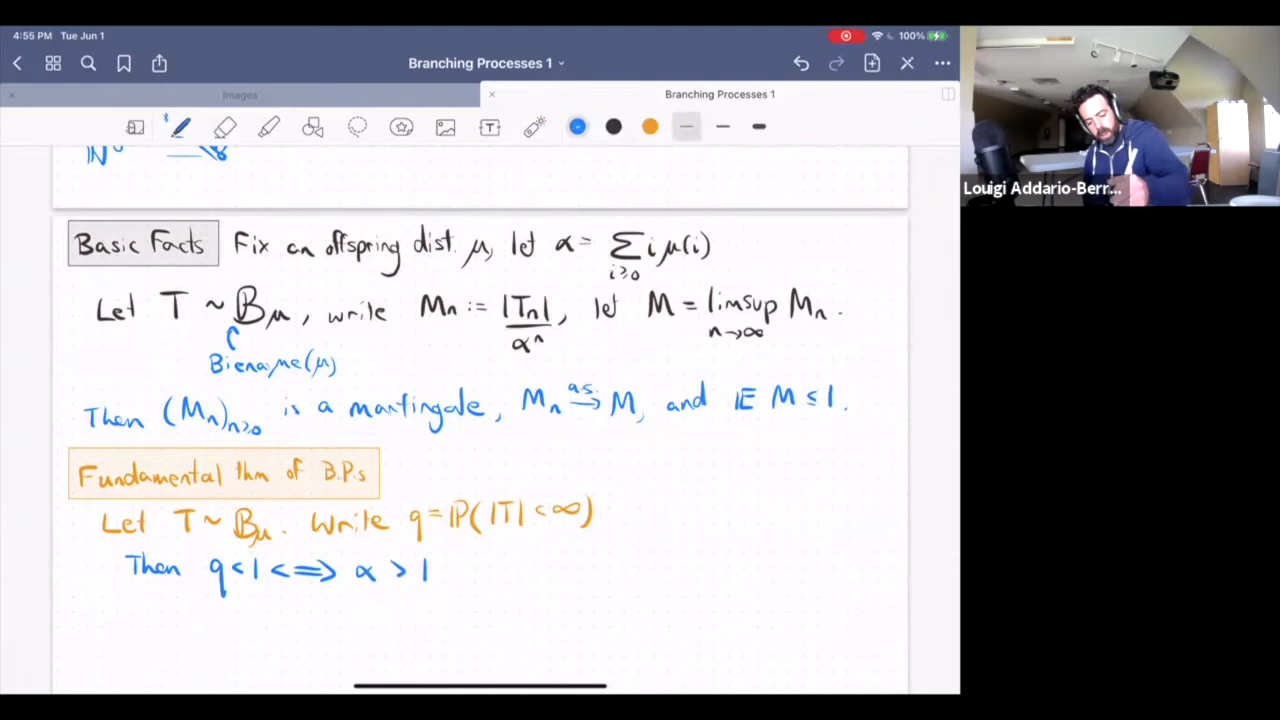 4:55 PM Tue Jun 1
100%
Branching Processes 1
Images
Branching Processes 1
Louigi Addario-Berr...
Basic Facts Fix an offspring dist. μ, let α = ∑ i≥0 iμ(i)
Let T ~ Bμ, write Mn := |Tn| / αⁿ, let M = limsup n→∞ Mn.
Bienayme(μ)
Then (Mn)n≥0 is a martingale, Mn a.s.→ M, and 𝔼 M ≤ 1.
Fundamental thm of B.P.s
Let T ~ Bμ. Write q = ℙ(|T| < ∞)
Then q < 1 <=> α > 1